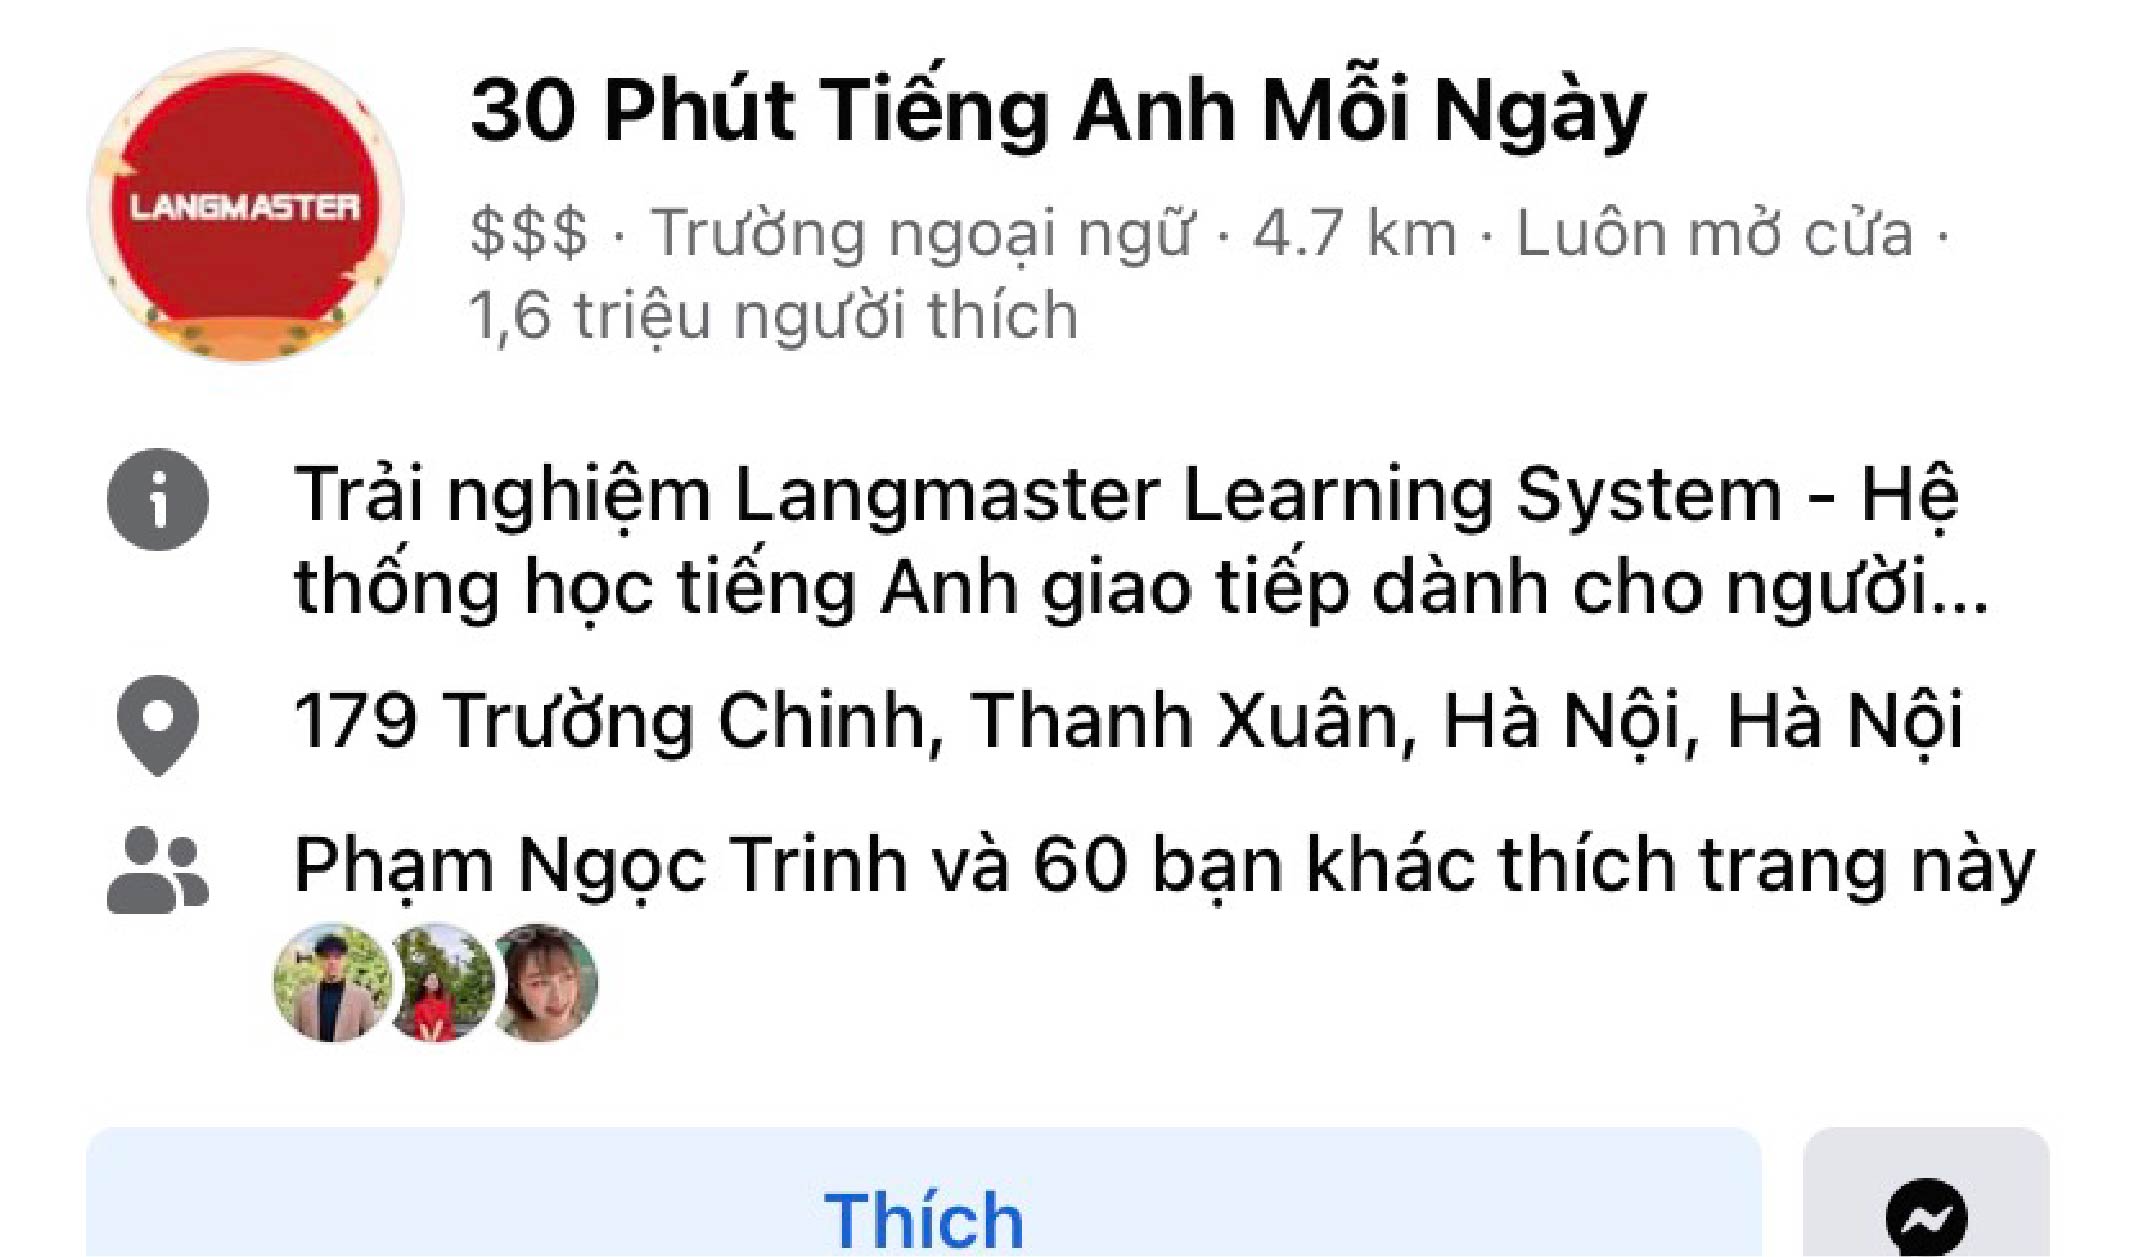 LANGMASTER
30 Phút Tiếng Anh Mỗi Ngày
$$$ · Trường ngoại ngữ · 4.7 km · Luôn mở cửa ·
1,6 triệu người thích
Trải nghiệm Langmaster Learning System - Hệ
thống học tiếng Anh giao tiếp dành cho người...
179 Trường Chinh, Thanh Xuân, Hà Nội, Hà Nội
Phạm Ngọc Trinh và 60 bạn khác thích trang này
Thích